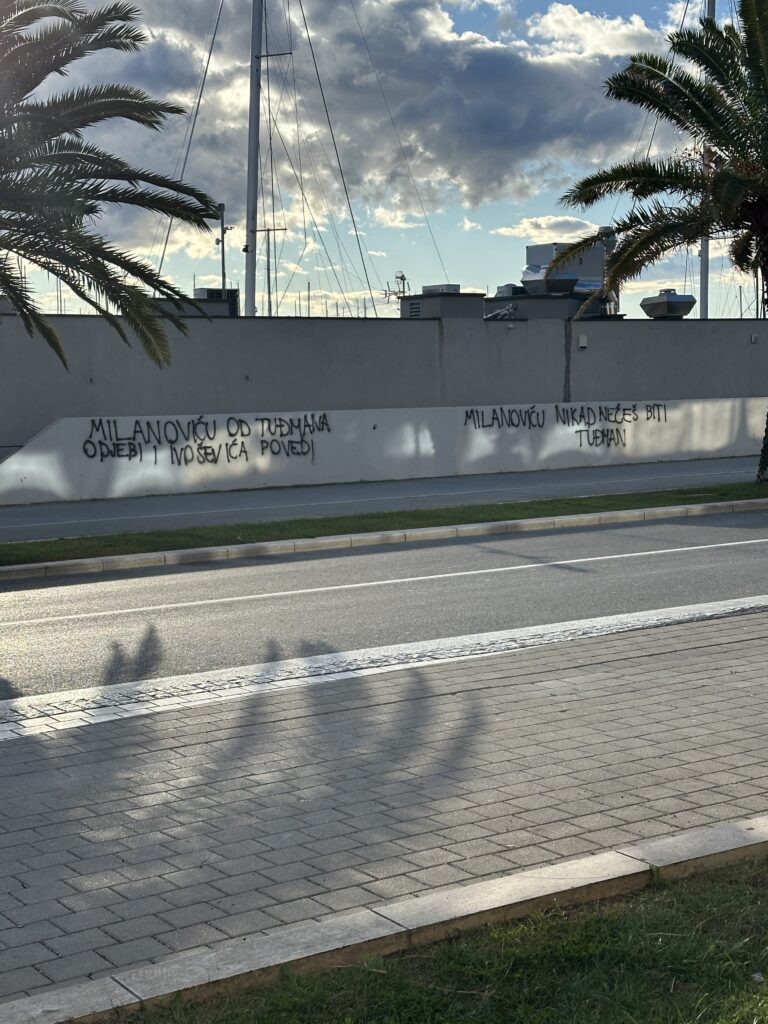 MILANOVIĆU OD TUĐMANA
ODJEBI I IVOŠEVIĆA POVEDI
MILANOVIĆU NIKAD NEĆEŠ BITI
TUĐMAN